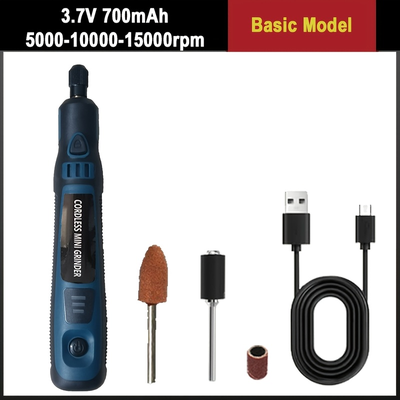 3.7V 700mAh
5000-10000-15000rpm
Basic Model
CORDLESS MINI GRINDER